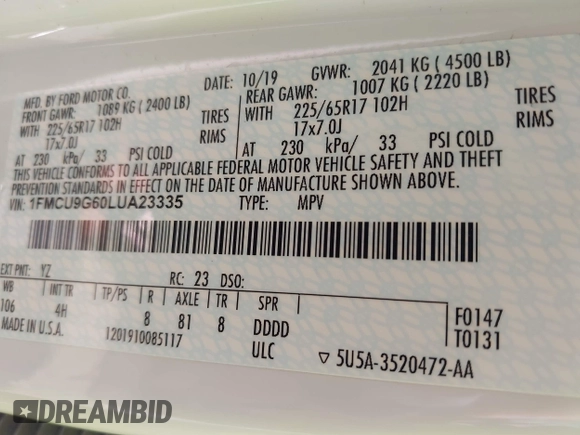 MFD. BY FORD MOTOR CO.
DATE: 10/19 GVWR: 2041 KG ( 4500 LB)
FRONT GAWR: 1089 KG ( 2400 LB)
REAR GAWR: 1007 KG ( 2220 LB)
WITH 225/65R17 102H TIRES
WITH 225/65R17 102H TIRES
17x7.0J RIMS
17x7.0J RIMS
AT 230 kPa/ 33 PSI COLD
AT 230 kPa/ 33 PSI COLD
THIS VEHICLE CONFORMS TO ALL APPLICABLE FEDERAL MOTOR VEHICLE SAFETY AND THEFT
PREVENTION STANDARDS IN EFFECT ON THE DATE OF MANUFACTURE SHOWN ABOVE.
VIN: 1FMCU9G60LUA23335 TYPE: MPV
EXT PNT: YZ RC: 23 DSO:
WB INT TR TP/PS R AXLE TR SPR
106 4H 8 81 8 DDDD
F0147
T0131
MADE IN U.S.A. 1201910085117 ULC ▽ 5U5A-3520472-AA
DREAMBID